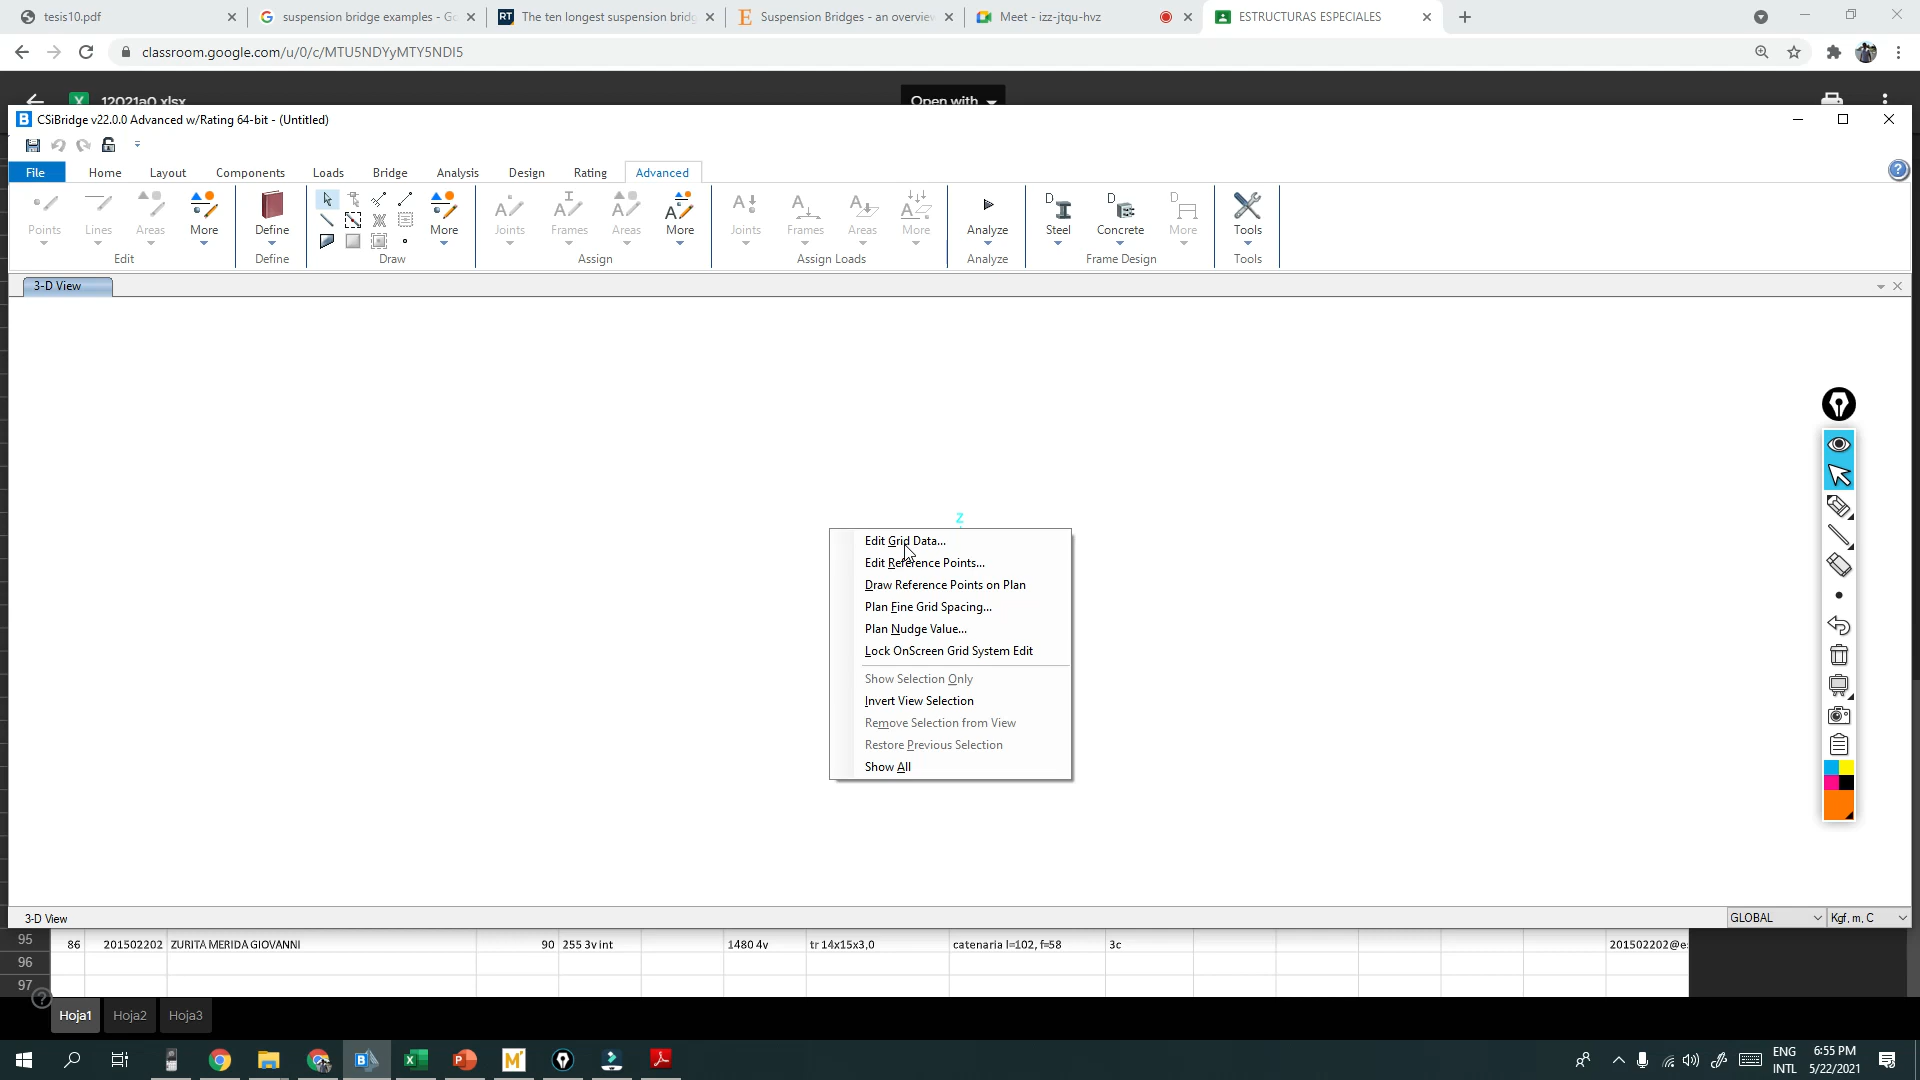 tesis10.pdf
suspension bridge examples - Go
The ten longest suspension bridg
Suspension Bridges - an overview
Meet - izz-jtqu-hvz
ESTRUCTURAS ESPECIALES
classroom.google.com/u/0/c/MTU5NDYyMTY5NDI5
12021a0.xlsx
Open with
CSiBridge v22.0.0 Advanced w/Rating 64-bit - (Untitled)
File Home Layout Components Loads Bridge Analysis Design Rating Advanced
Points Lines Areas More Define More Joints Frames Areas More Joints Frames Areas More Analyze Steel Concrete More Tools
Edit Define Draw Assign Assign Loads Analyze Frame Design Tools
3-D View
Z
Edit Grid Data...
Edit Reference Points...
Draw Reference Points on Plan
Plan Fine Grid Spacing...
Plan Nudge Value...
Lock OnScreen Grid System Edit
Show Selection Only
Invert View Selection
Remove Selection from View
Restore Previous Selection
Show All
3-D View GLOBAL Kgf, m, C
95 86 201502202 ZURITA MERIDA GIOVANNI 90 255 3v int 1480 4v tr 14x15x3,0 catenaria l=102, f=58 3c 201502202@e
96
97
Hoja1 Hoja2 Hoja3
ENG 6:55 PM
INTL 5/22/2021